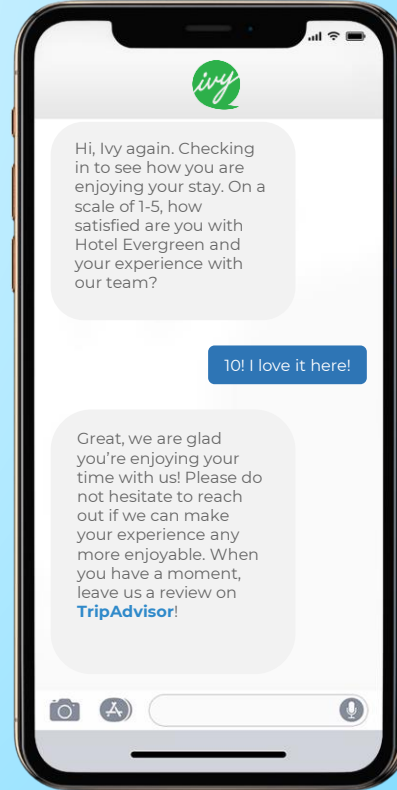 ivy
Hi, Ivy again. Checking
in to see how you are
enjoying your stay. On a
scale of 1-5, how
satisfied are you with
Hotel Evergreen and
your experience with
our team?
10! I love it here!
Great, we are glad
you're enjoying your
time with us! Please do
not hesitate to reach
out if we can make
your experience any
more enjoyable. When
you have a moment,
leave us a review on
TripAdvisor!